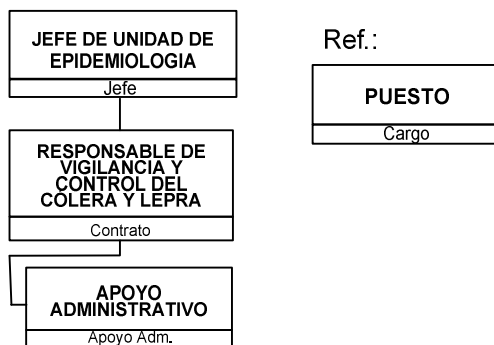 JEFE DE UNIDAD DE
EPIDEMIOLOGIA
Jefe
RESPONSABLE DE
VIGILANCIA Y
CONTROL DEL
CÓLERA Y LEPRA
Contrato
APOYO
ADMINISTRATIVO
Apoyo Adm.
Ref.:
PUESTO
Cargo